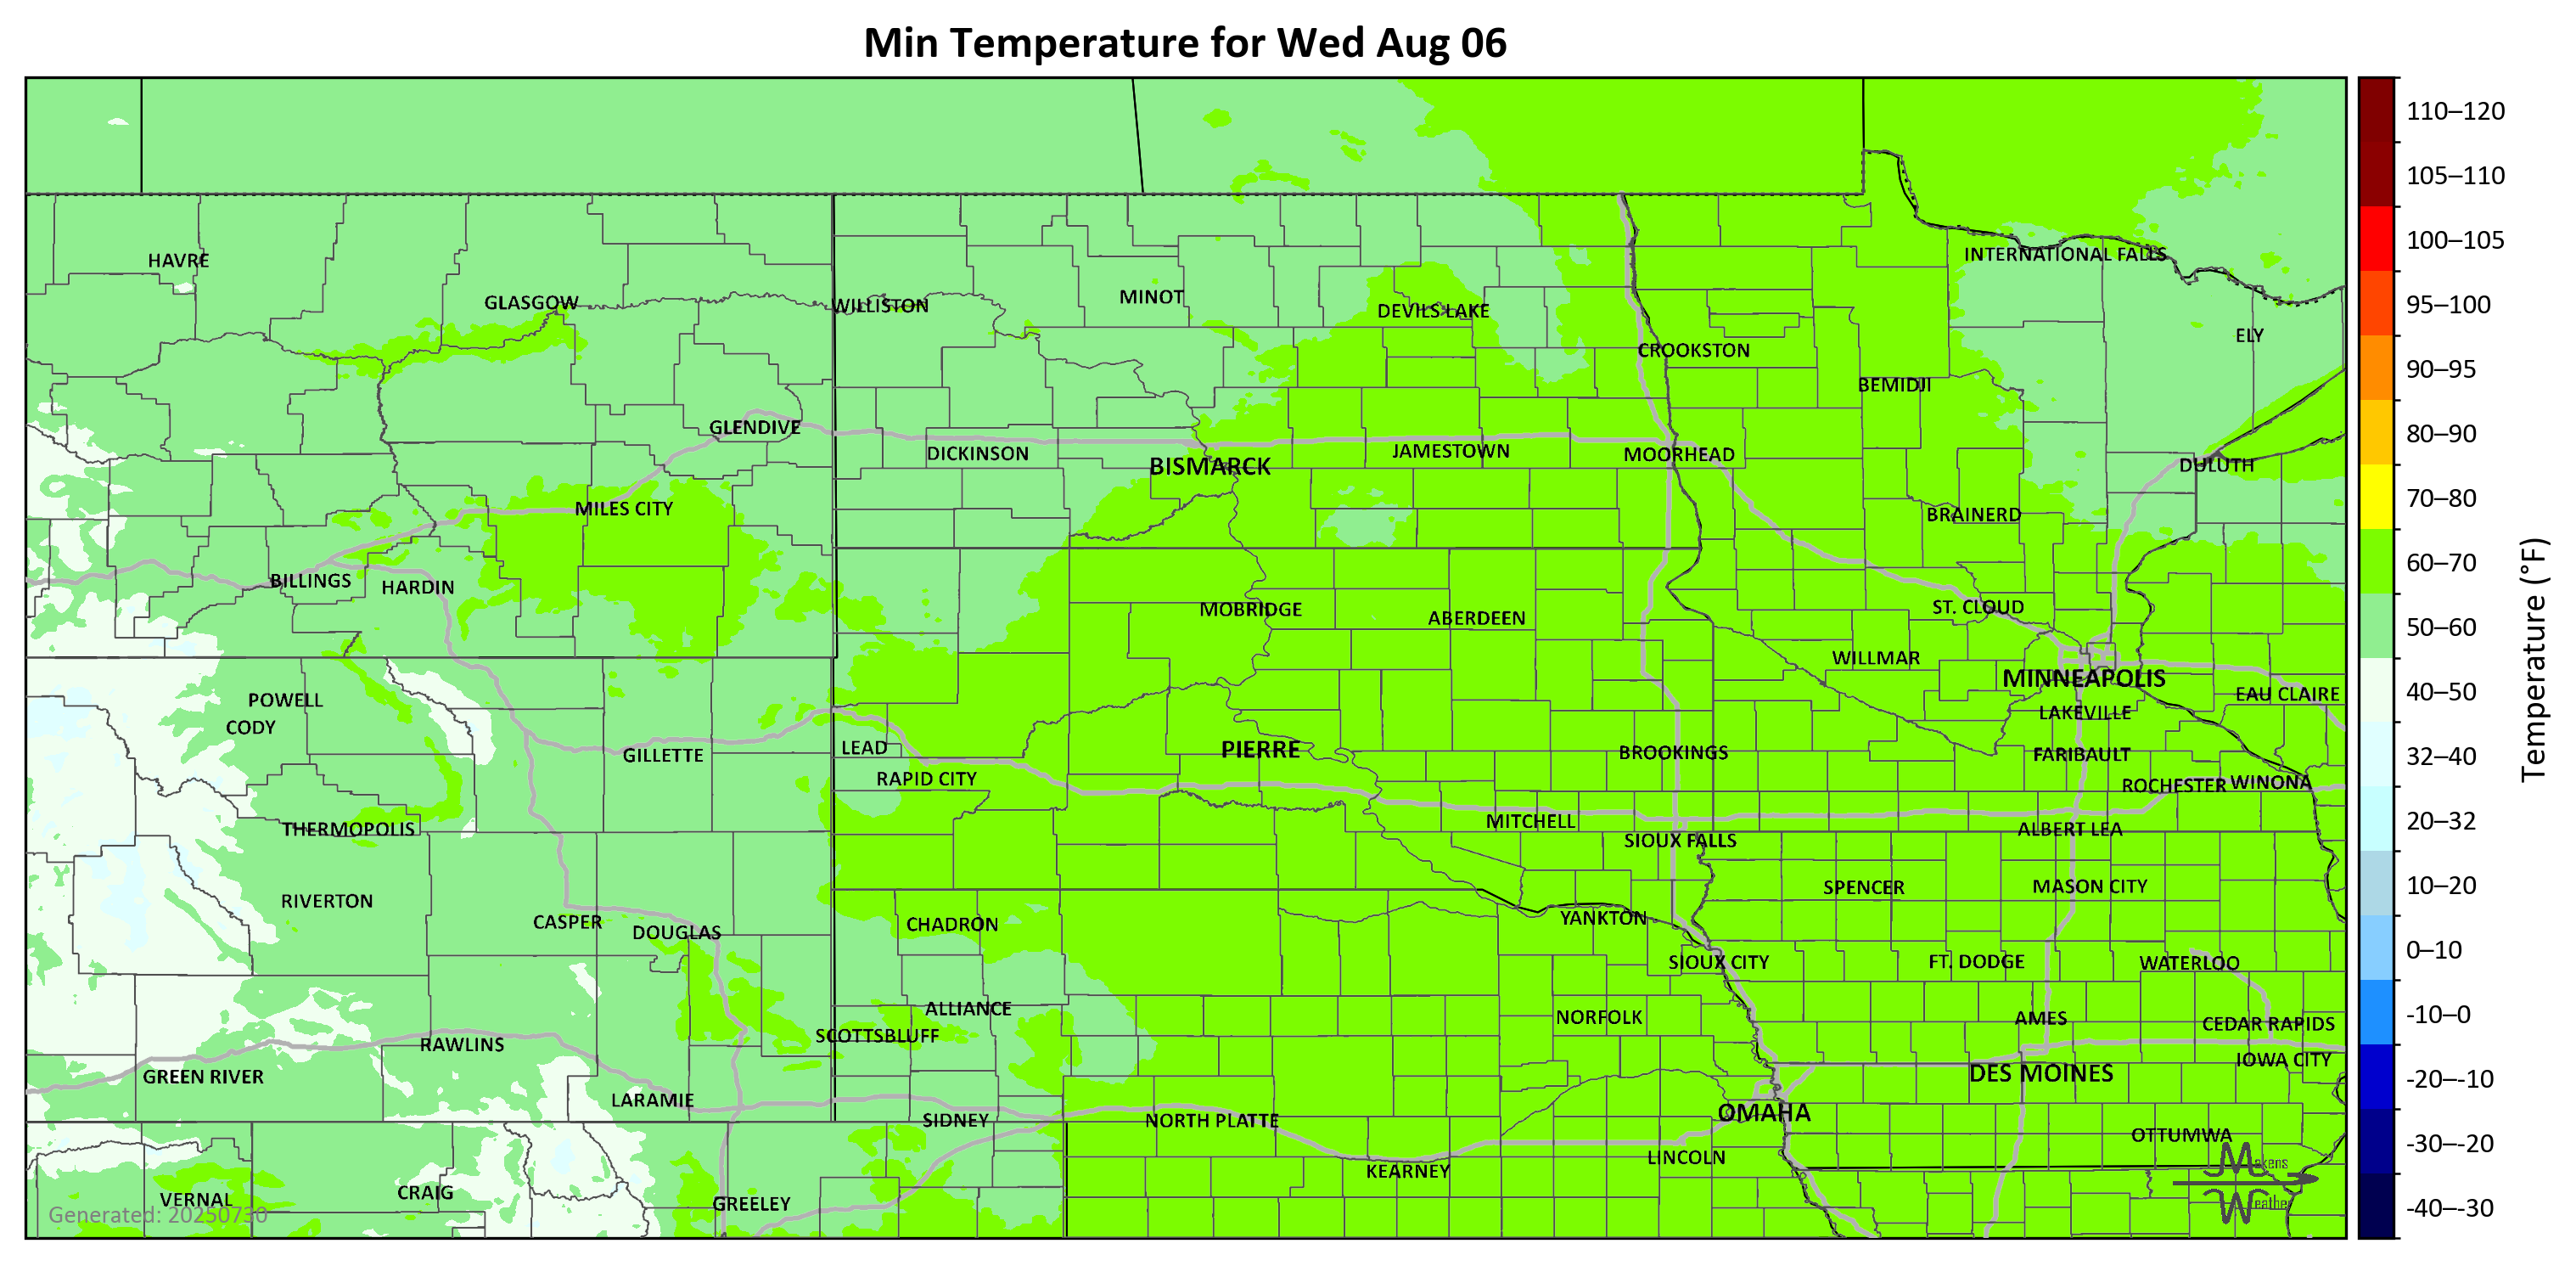 Min Temperature for Wed Aug 06
110–120
105–110
100–105
95–100
90–95
80–90
70–80
60–70
50–60
40–50
32–40
20–32
10–20
0–10
-10–0
-20–-10
-30–-20
-40–-30
Temperature (°F)
HAVRE
GLASGOW
WILLISTON
MINOT
DEVILS LAKE
INTERNATIONAL FALLS
ELY
CROOKSTON
BEMIDJI
GLENDIVE
DICKINSON
BISMARCK
JAMESTOWN
MOORHEAD
DULUTH
MILES CITY
BRAINERD
BILLINGS
HARDIN
MOBRIDGE
ABERDEEN
ST. CLOUD
WILLMAR
MINNEAPOLIS
EAU CLAIRE
POWELL
CODY
LAKEVILLE
GILLETTE
LEAD
PIERRE
BROOKINGS
FARIBAULT
RAPID CITY
ROCHESTER
WINONA
THERMOPOLIS
MITCHELL
SIOUX FALLS
ALBERT LEA
RIVERTON
SPENCER
MASON CITY
CASPER
DOUGLAS
CHADRON
YANKTON
SIOUX CITY
FT. DODGE
WATERLOO
ALLIANCE
NORFOLK
AMES
CEDAR RAPIDS
SCOTTSBLUFF
RAWLINS
IOWA CITY
GREEN RIVER
DES MOINES
LARAMIE
SIDNEY
NORTH PLATTE
OMAHA
OTTUMWA
LINCOLN
KEARNEY
VERNAL
CRAIG
GREELEY
Generated: 20250730
Makens
Weather